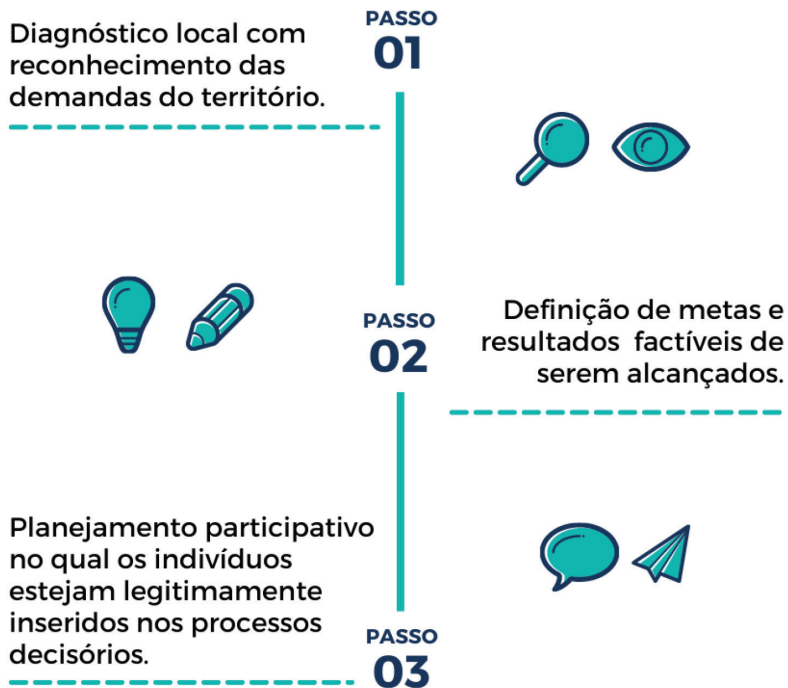 PASSO
01
Diagnóstico local com
reconhecimento das
demandas do território.
PASSO
02
Definição de metas e
resultados factíveis de
serem alcançados.
Planejamento participativo
no qual os indivíduos
estejam legitimamente
inseridos nos processos
decisórios.
PASSO
03